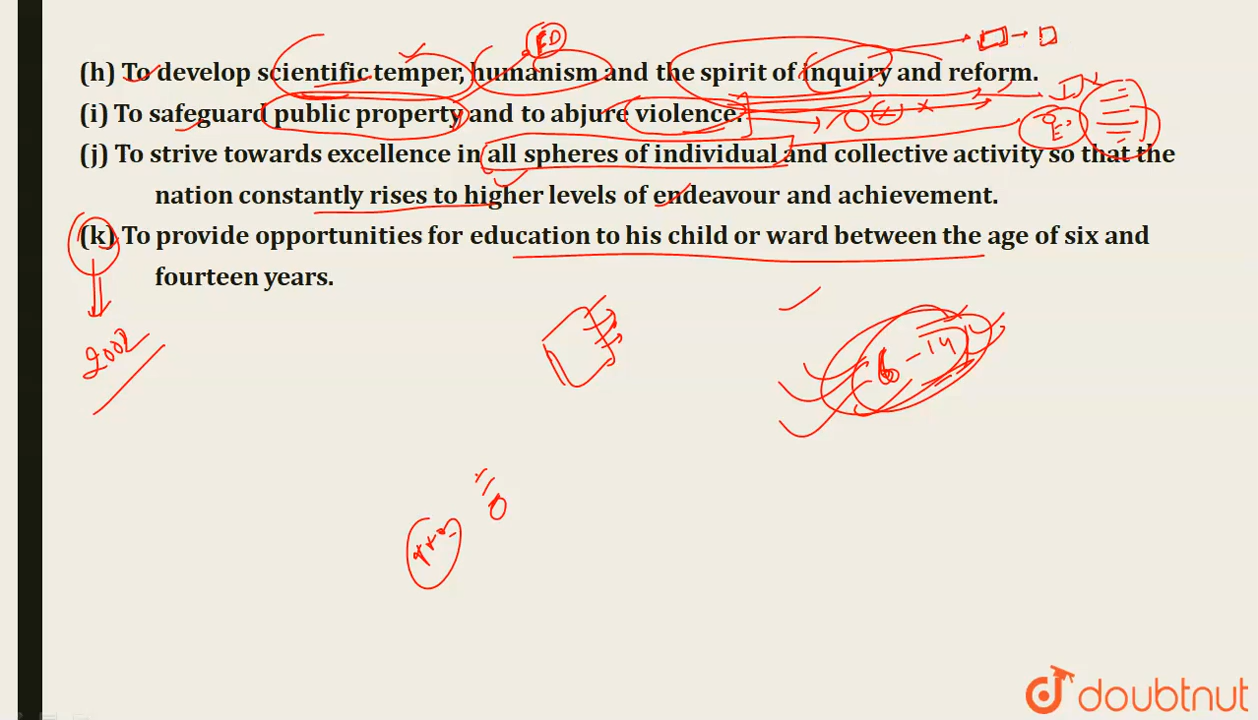 (h) To develop scientific temper, humanism and the spirit of inquiry and reform.
(i) To safeguard public property and to abjure violence.
(j) To strive towards excellence in all spheres of individual and collective activity so that the
nation constantly rises to higher levels of endeavour and achievement.
(k) To provide opportunities for education to his child or ward between the age of six and
fourteen years.
2002
6-14
doubtnut